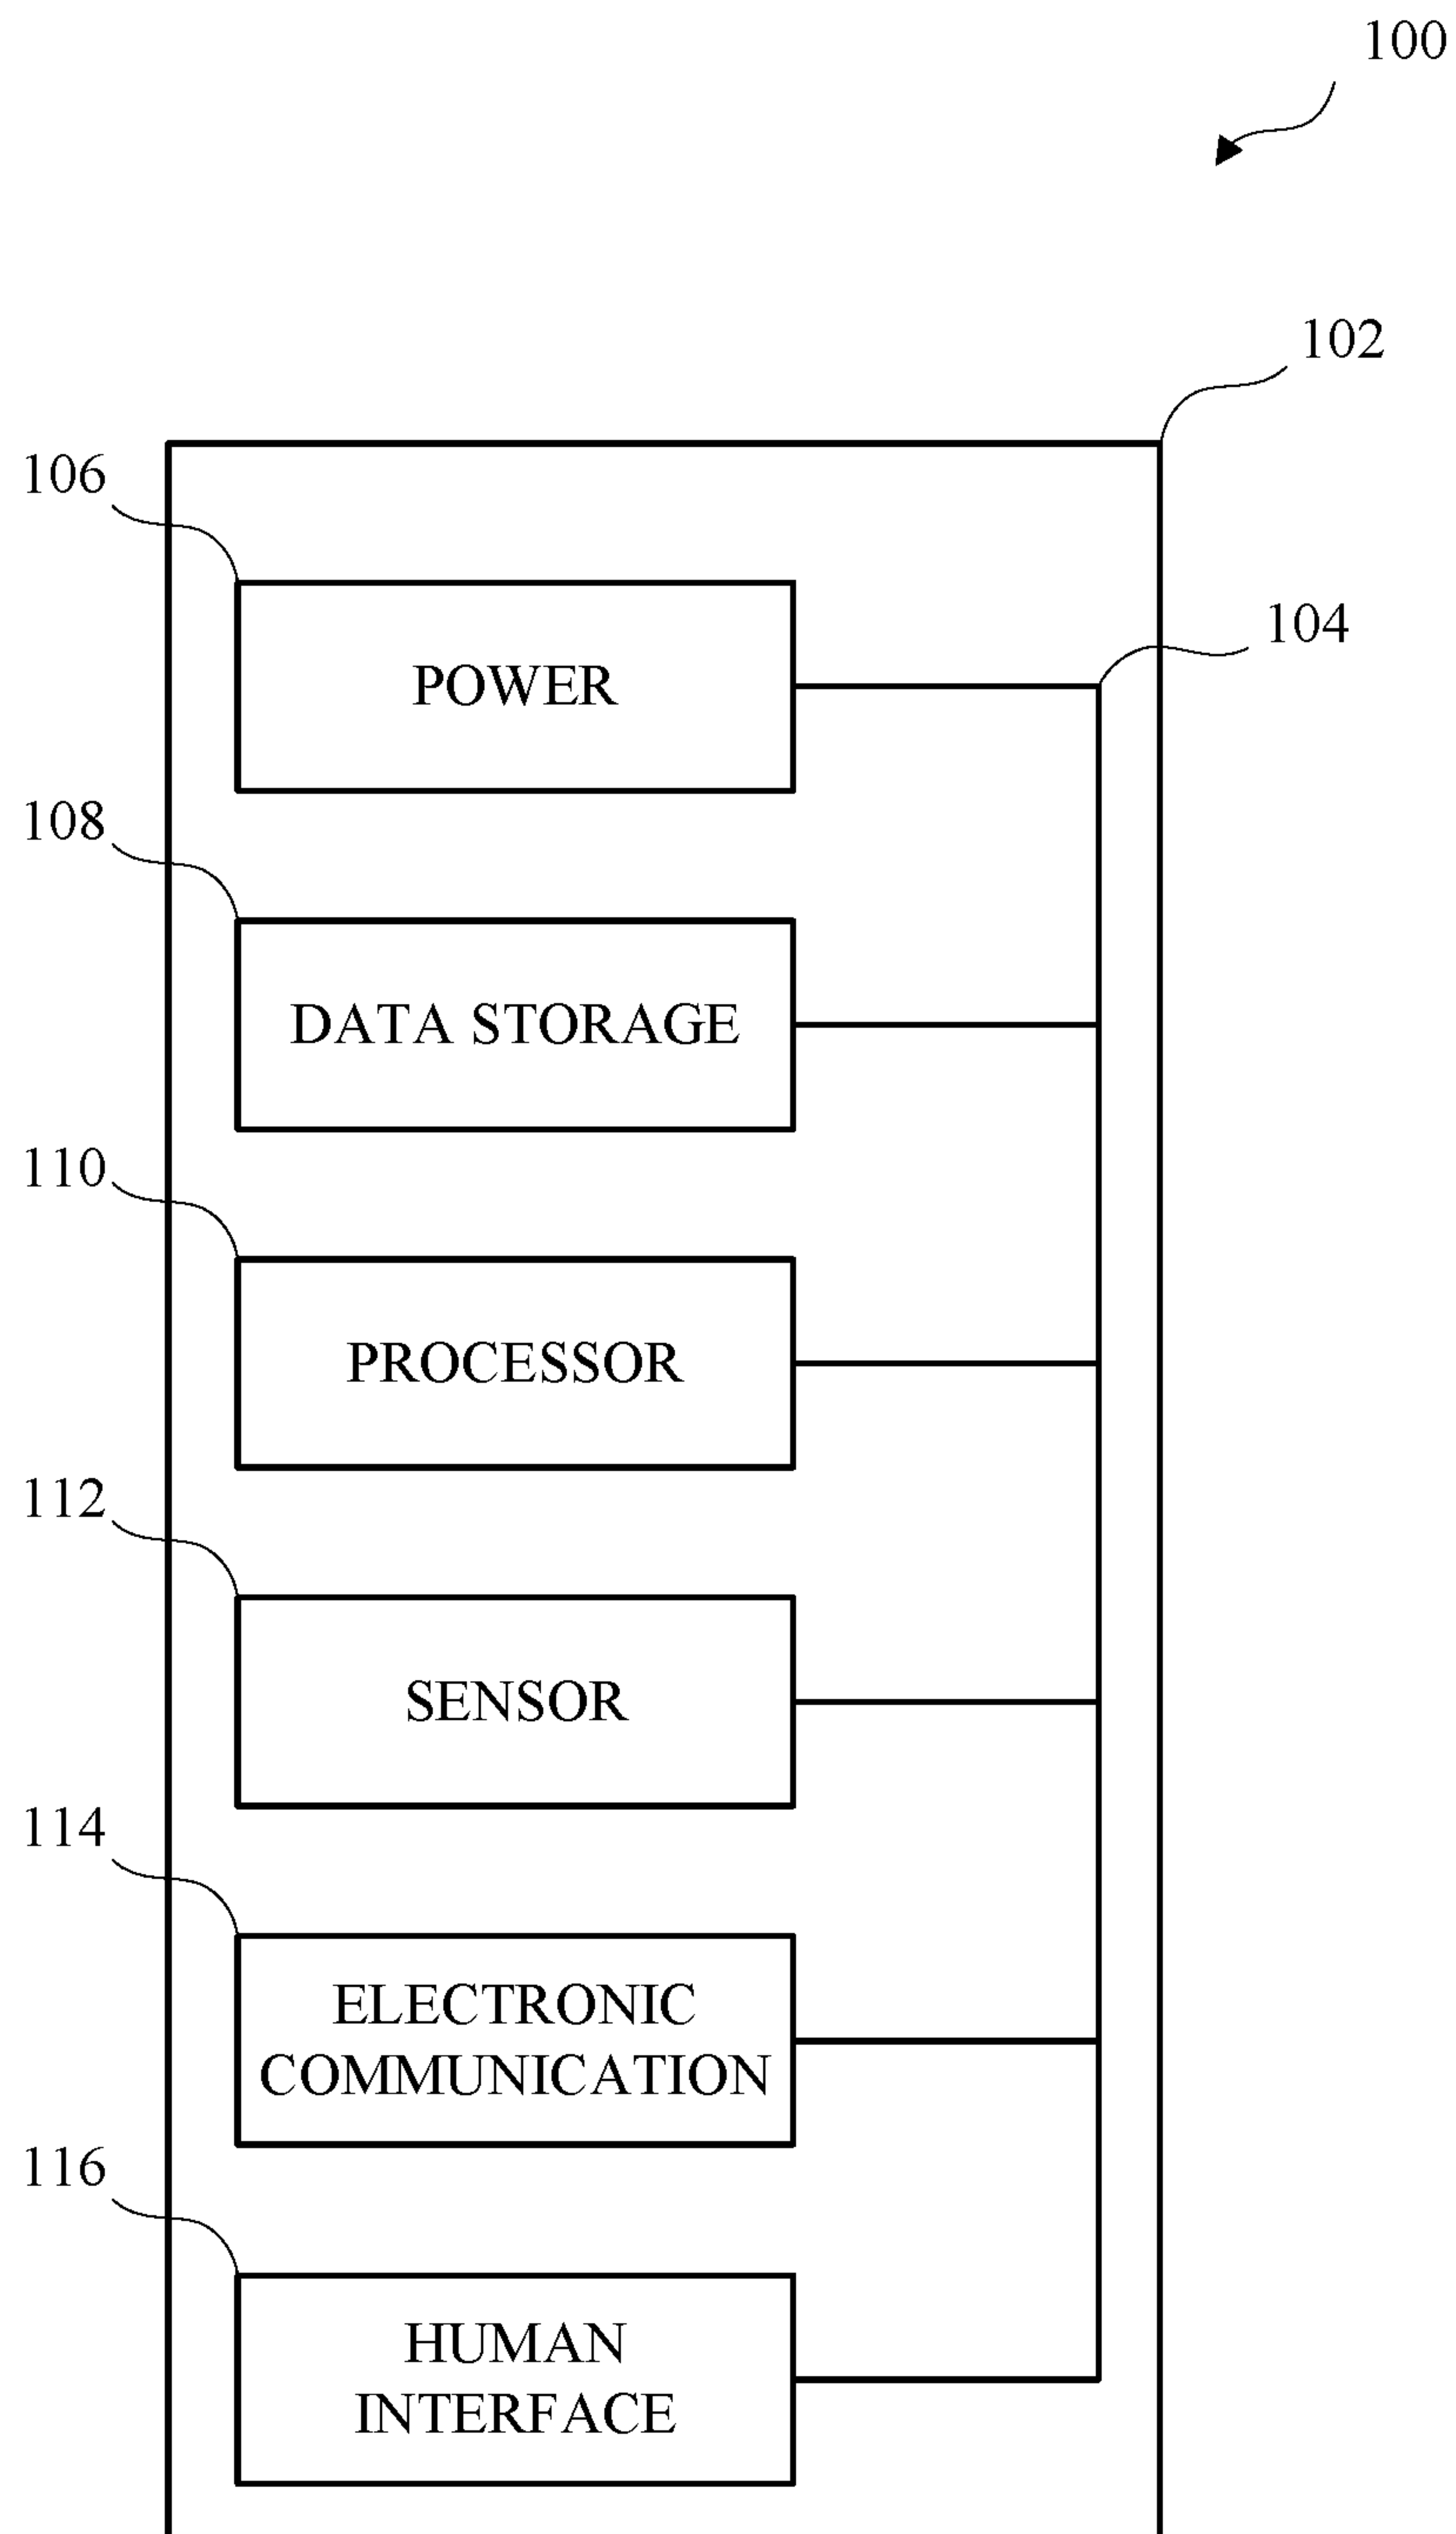 100
102
106
104
POWER
108
DATA STORAGE
110
PROCESSOR
112
SENSOR
114
ELECTRONIC
COMMUNICATION
116
HUMAN
INTERFACE